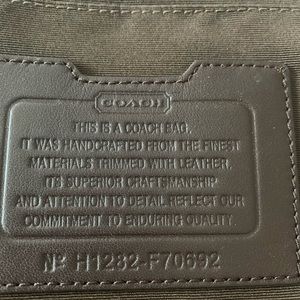 COACH
THIS IS A COACH BAG.
IT WAS HANDCRAFTED FROM THE FINEST
MATERIALS TRIMMED WITH LEATHER.
ITS SUPERIOR CRAFTSMANSHIP
AND ATTENTION TO DETAIL REFLECT OUR
COMMITMENT TO ENDURING QUALITY.
Nº H1282-F70692